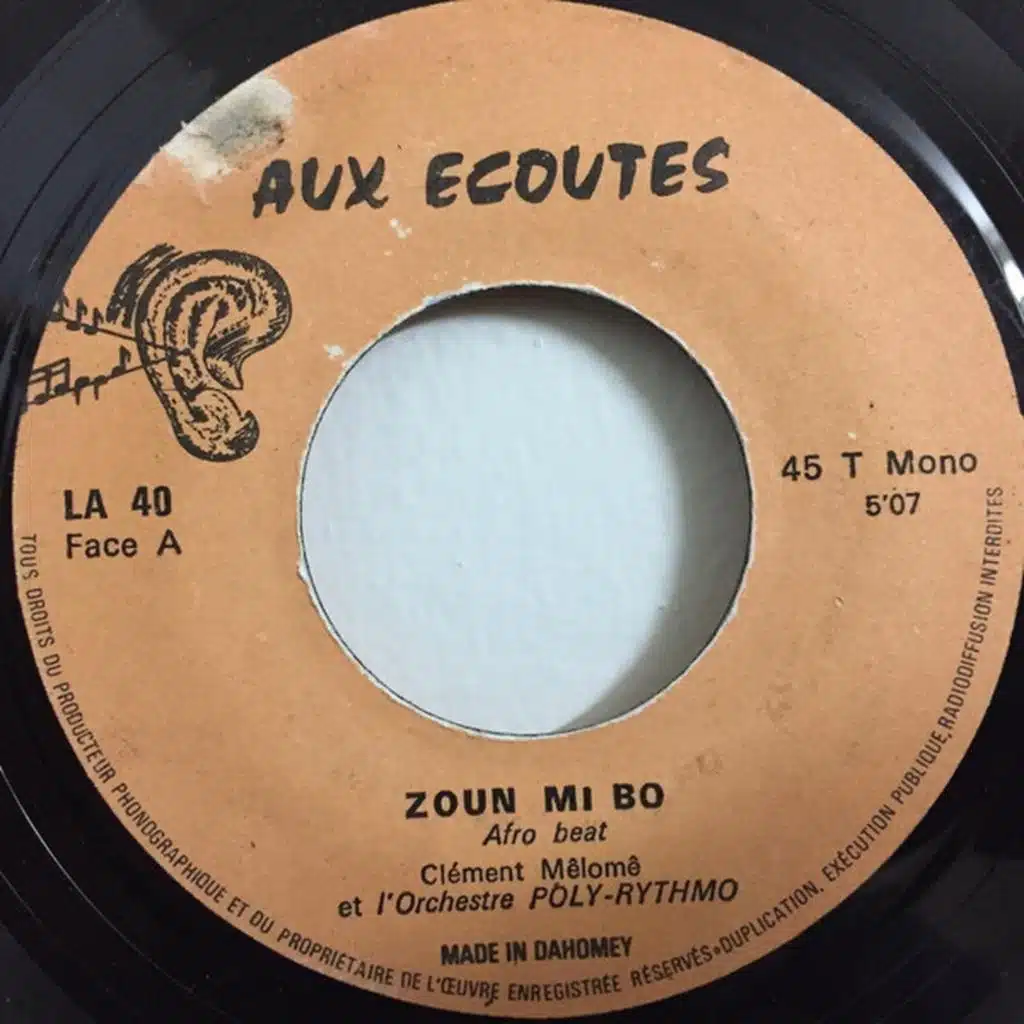 AUX ECOUTES
LA 40
Face A
45 T Mono
5'07
ZOUN MI BO
Afro beat
Clément Mêlomê
et l'Orchestre POLY-RYTHMO
MADE IN DAHOMEY
TOUS DROITS DU PRODUCTEUR PHONOGRAPHIQUE ET DU PROPRIÉTAIRE DE L'ŒUVRE ENREGISTRÉE RÉSERVÉS•DUPLICATION, EXÉCUTION PUBLIQUE, RADIODIFFUSION INTERDITES